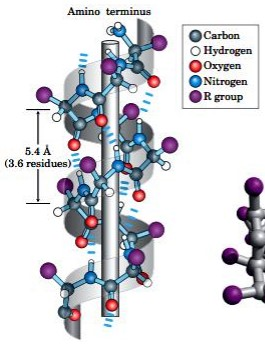 Amino terminus
Carbon
Hydrogen
Oxygen
Nitrogen
R group
5.4 Å
(3.6 residues)